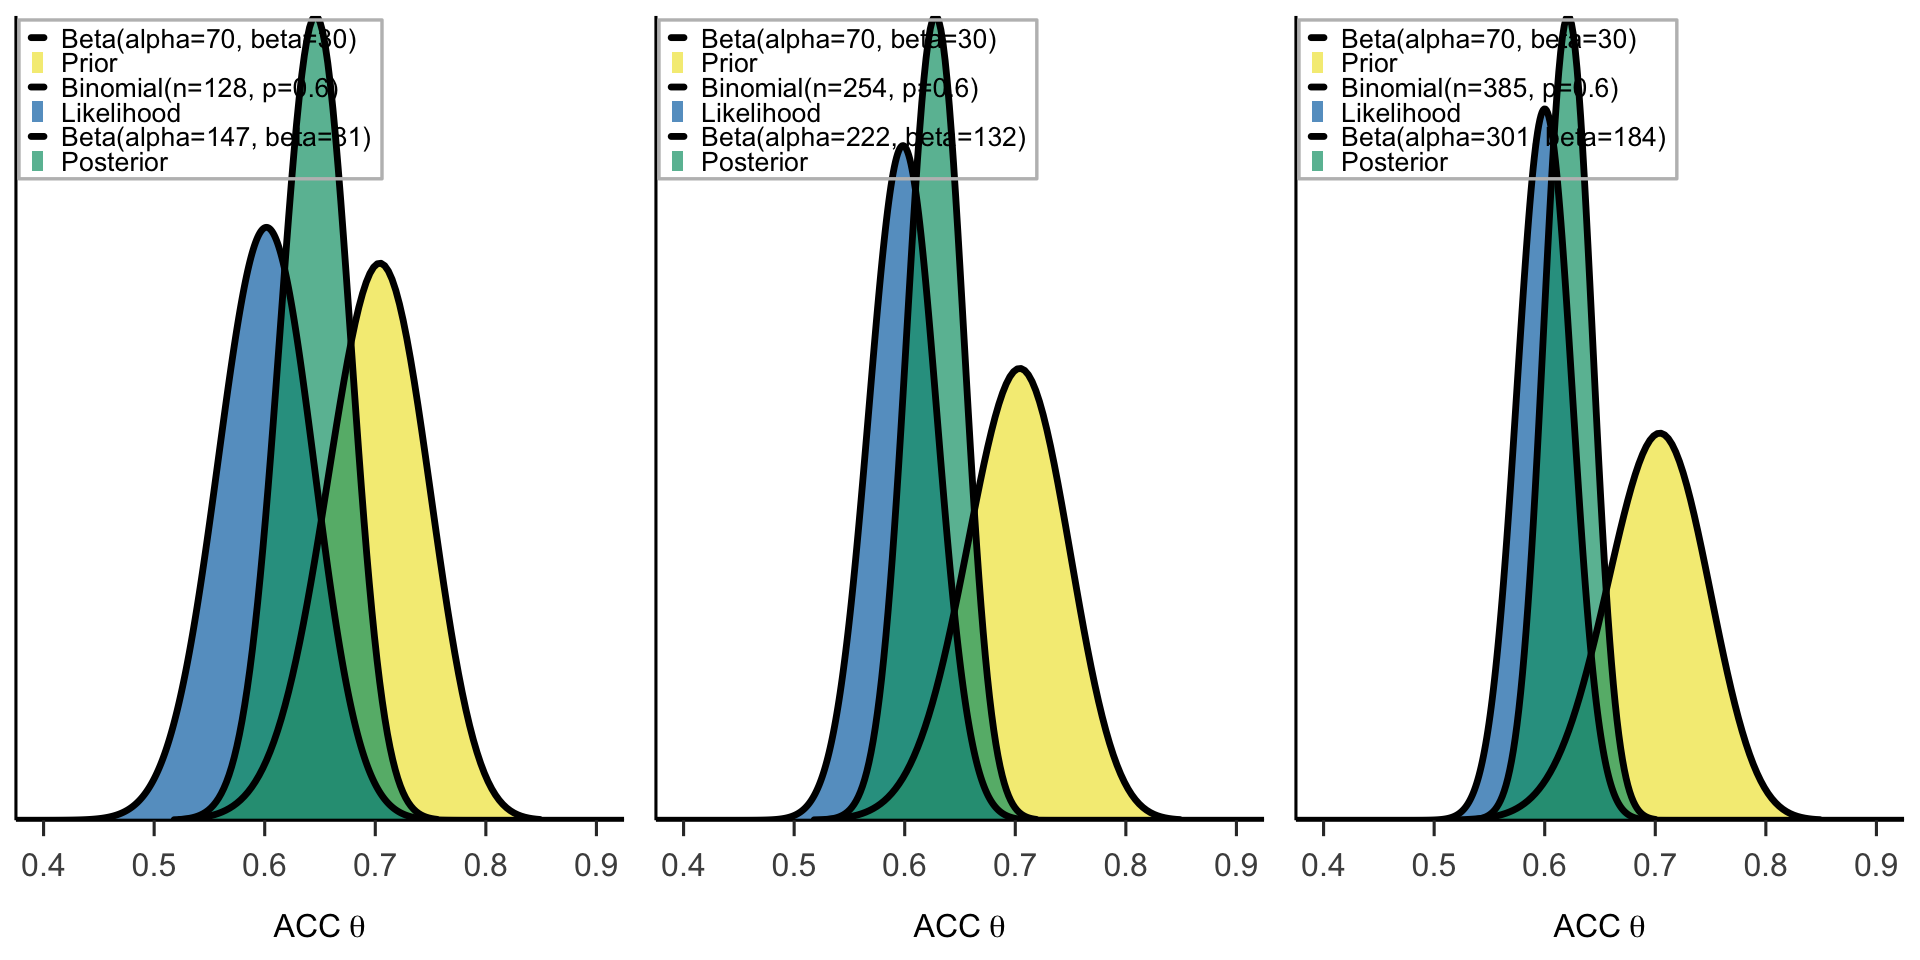 Beta(alpha=70, beta=30)
Prior
Binomial(n=128, p=0.6)
Likelihood
Beta(alpha=147, beta=81)
Posterior
0.4 0.5 0.6 0.7 0.8 0.9
ACC θ
Beta(alpha=70, beta=30)
Prior
Binomial(n=254, p=0.6)
Likelihood
Beta(alpha=222, beta=132)
Posterior
0.4 0.5 0.6 0.7 0.8 0.9
ACC θ
Beta(alpha=70, beta=30)
Prior
Binomial(n=385, p=0.6)
Likelihood
Beta(alpha=301, beta=184)
Posterior
0.4 0.5 0.6 0.7 0.8 0.9
ACC θ